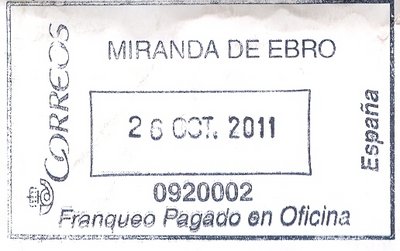 CORREOS
MIRANDA DE EBRO
26 OCT. 2011
España
0920002
Franqueo Pagado en Oficina